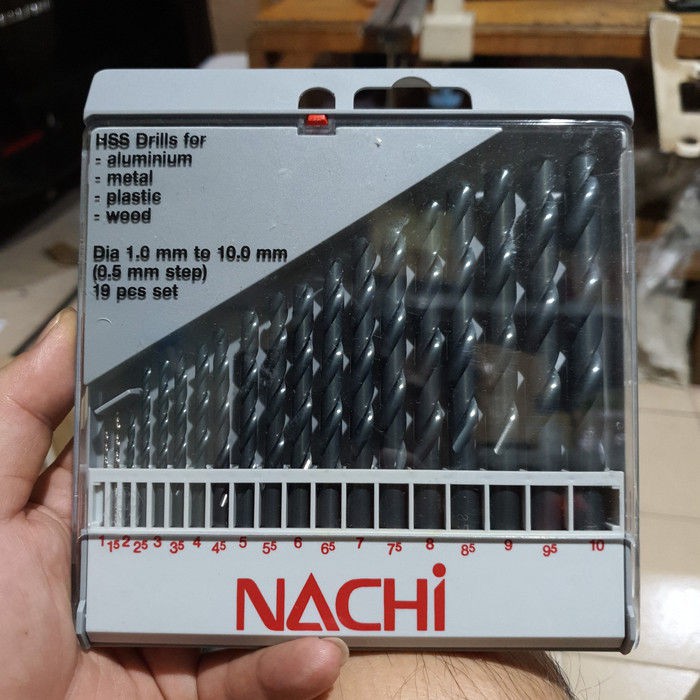 HSS Drills for
- aluminium
- metal
- plastic
- wood
Dia 1.0 mm to 10.0 mm
(0.5 mm step)
19 pcs set
1 15 2 25 3 35 4 45 5 55 6 65 7 75 8 85 9 95 10
NACHi